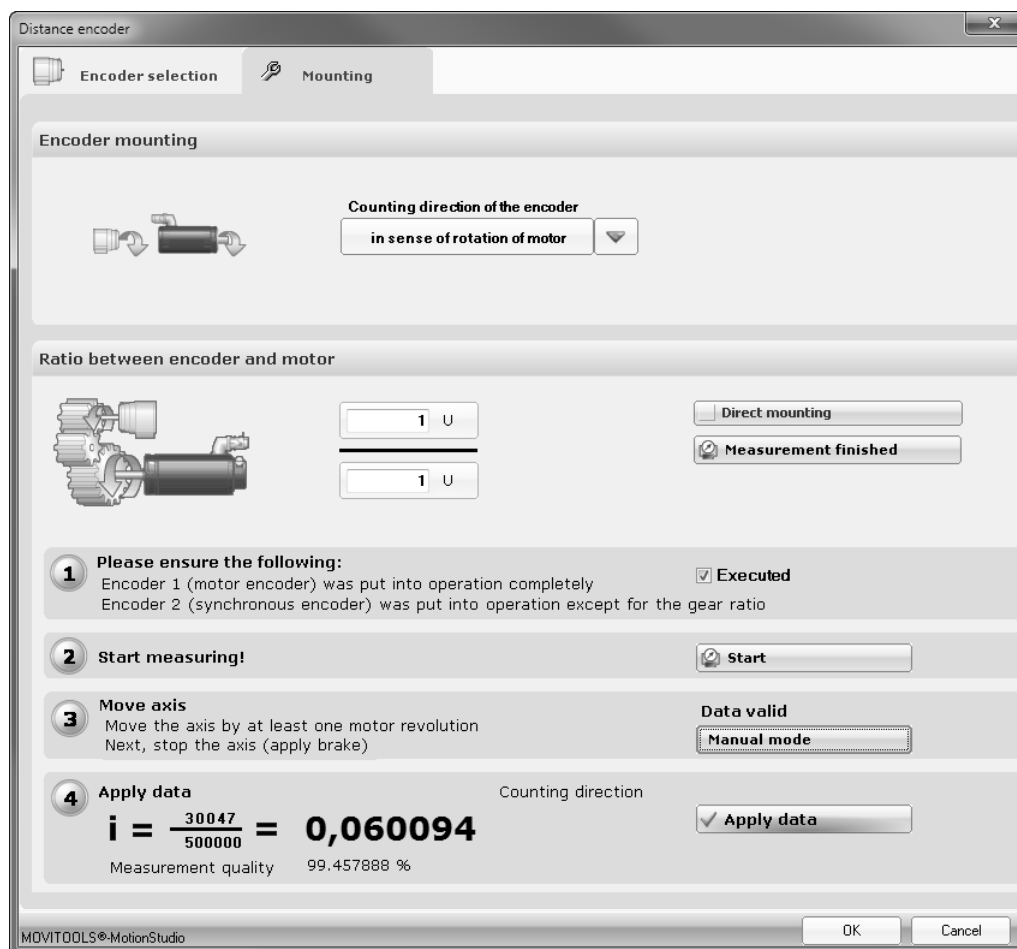 Distance encoder
Encoder selection
Mounting
Encoder mounting
Counting direction of the encoder
in sense of rotation of motor
Ratio between encoder and motor
1 U
Direct mounting
Measurement finished
1 U
1
Please ensure the following:
Encoder 1 (motor encoder) was put into operation completely
Executed
Encoder 2 (synchronous encoder) was put into operation except for the gear ratio
2
Start measuring!
Start
3
Move axis
Move the axis by at least one motor revolution
Next, stop the axis (apply brake)
Data valid
Manual mode
4
Apply data
Counting direction
i = 30047/500000 = 0,060094
Apply data
Measurement quality 99.457888 %
MOVITOOLS®-MotionStudio
OK
Cancel